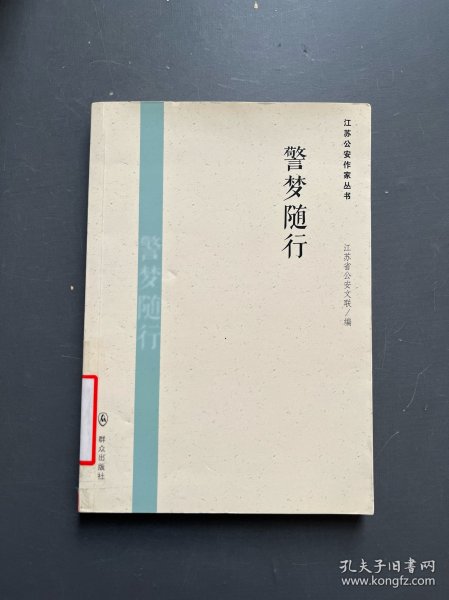 江苏公安作家丛书
警梦随行
江苏省公安文联/编
警梦随行
群众出版社
孔夫子旧书网
www.kongfz.com